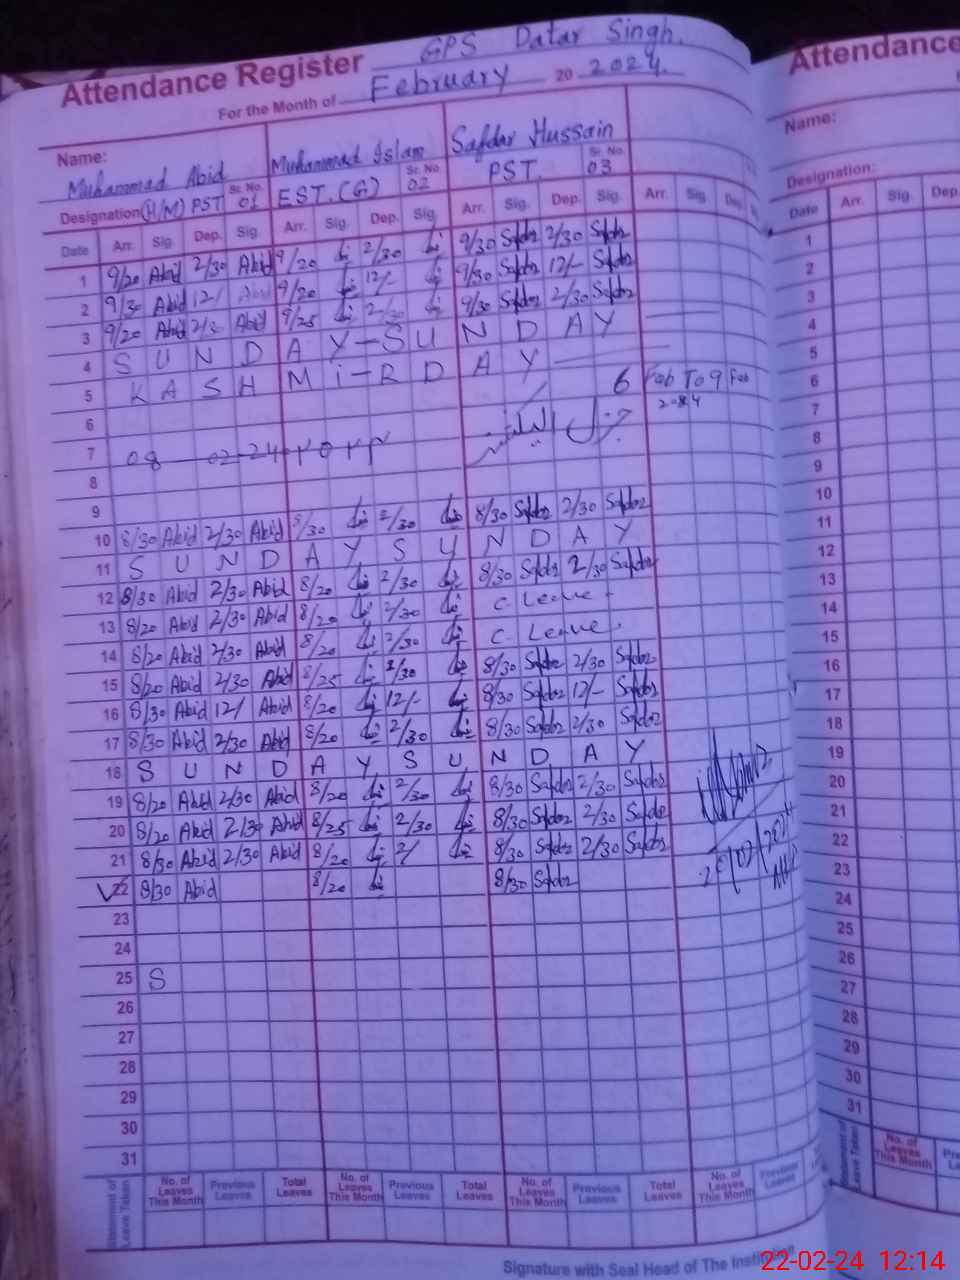 GPS Datar Singh.
Attendance Register
For the Month of February 20 2024.
Name: Muhammad Abid Muhammad Islam Safdar Hussain
Designation (H/M) PST Sr. No. 01 EST.(G) Sr. No. 02 PST. Sr. No. 03
Date Arr. Sig. Dep. Sig. Arr. Sig. Dep. Sig. Arr. Sig. Dep. Sig. Arr. Sig. Dep
1 9/20 Abid 2/30 Abid 9/20 2/30 9/30 Safdar 2/30 Safdar
2 9/30 Abid 12/ Abid 9/20 12/- 9/30 Safdar 12/- Safdar
3 9/20 Abid 2/3 Abid 9/25 2/30 9/30 Safdar 2/30 Safdar
4 S U N D A Y - S U N D A Y
5 K A S H M i - R D A Y
6 6 Feb To 9 Feb
2024
7 08 - 02-24
8
9
10 8/30 Abid 2/30 Abid 8/30 2/30 8/30 Safdar 2/30 Safdar
11 S U N D A Y S U N D A Y
12 8/30 Abid 2/30 Abid 8/20 2/30 8/30 Safdar 2/30 Safdar
13 8/20 Abid 2/30 Abid 8/20 2/30 C. Leave
14 8/20 Abid 2/30 Abid 8/20 2/30 C. Leave
15 8/20 Abid 2/30 Abid 8/25 2/30 8/30 Safdar 2/30 Safdar
16 8/30 Abid 12/ Abid 8/20 12/- 8/30 Safdar 12/- Safdar
17 8/30 Abid 2/30 Abid 8/20 2/30 8/30 Safdar 2/30 Safdar
18 S U N D A Y S U N D A Y
19 8/20 Abid 2/30 Abid 8/20 2/30 8/30 Safdar 2/30 Safdar
20 8/20 Abid 2/30 Abid 8/25 2/30 8/30 Safdar 2/30 Safdar
21 8/30 Abid 2/30 Abid 8/20 2/ 8/30 Safdar 2/30 Safdar
22 8/30 Abid 8/20 8/30 Safdar
23
24
25 S
26
27
28
29
30
31
Leave Taken No. of Leaves This Month Previous Leaves Total Leaves No. of Leaves This Month Previous Leaves Total Leaves No. of Leaves This Month Previous Leaves Total Leaves No. of Leaves This Month Previous Leaves
Signature with Seal Head of The Institution
Attendance
Name:
Designation:
Date Arr. Sig. Dep.
1
2
3
4
5
6
7
8
9
10
11
12
13
14
15
16
17
18
19
20
21
22
23
24
25
26
27
28
29
30
31
Leave Taken No. of Leaves This Month
22-02-24 12:14